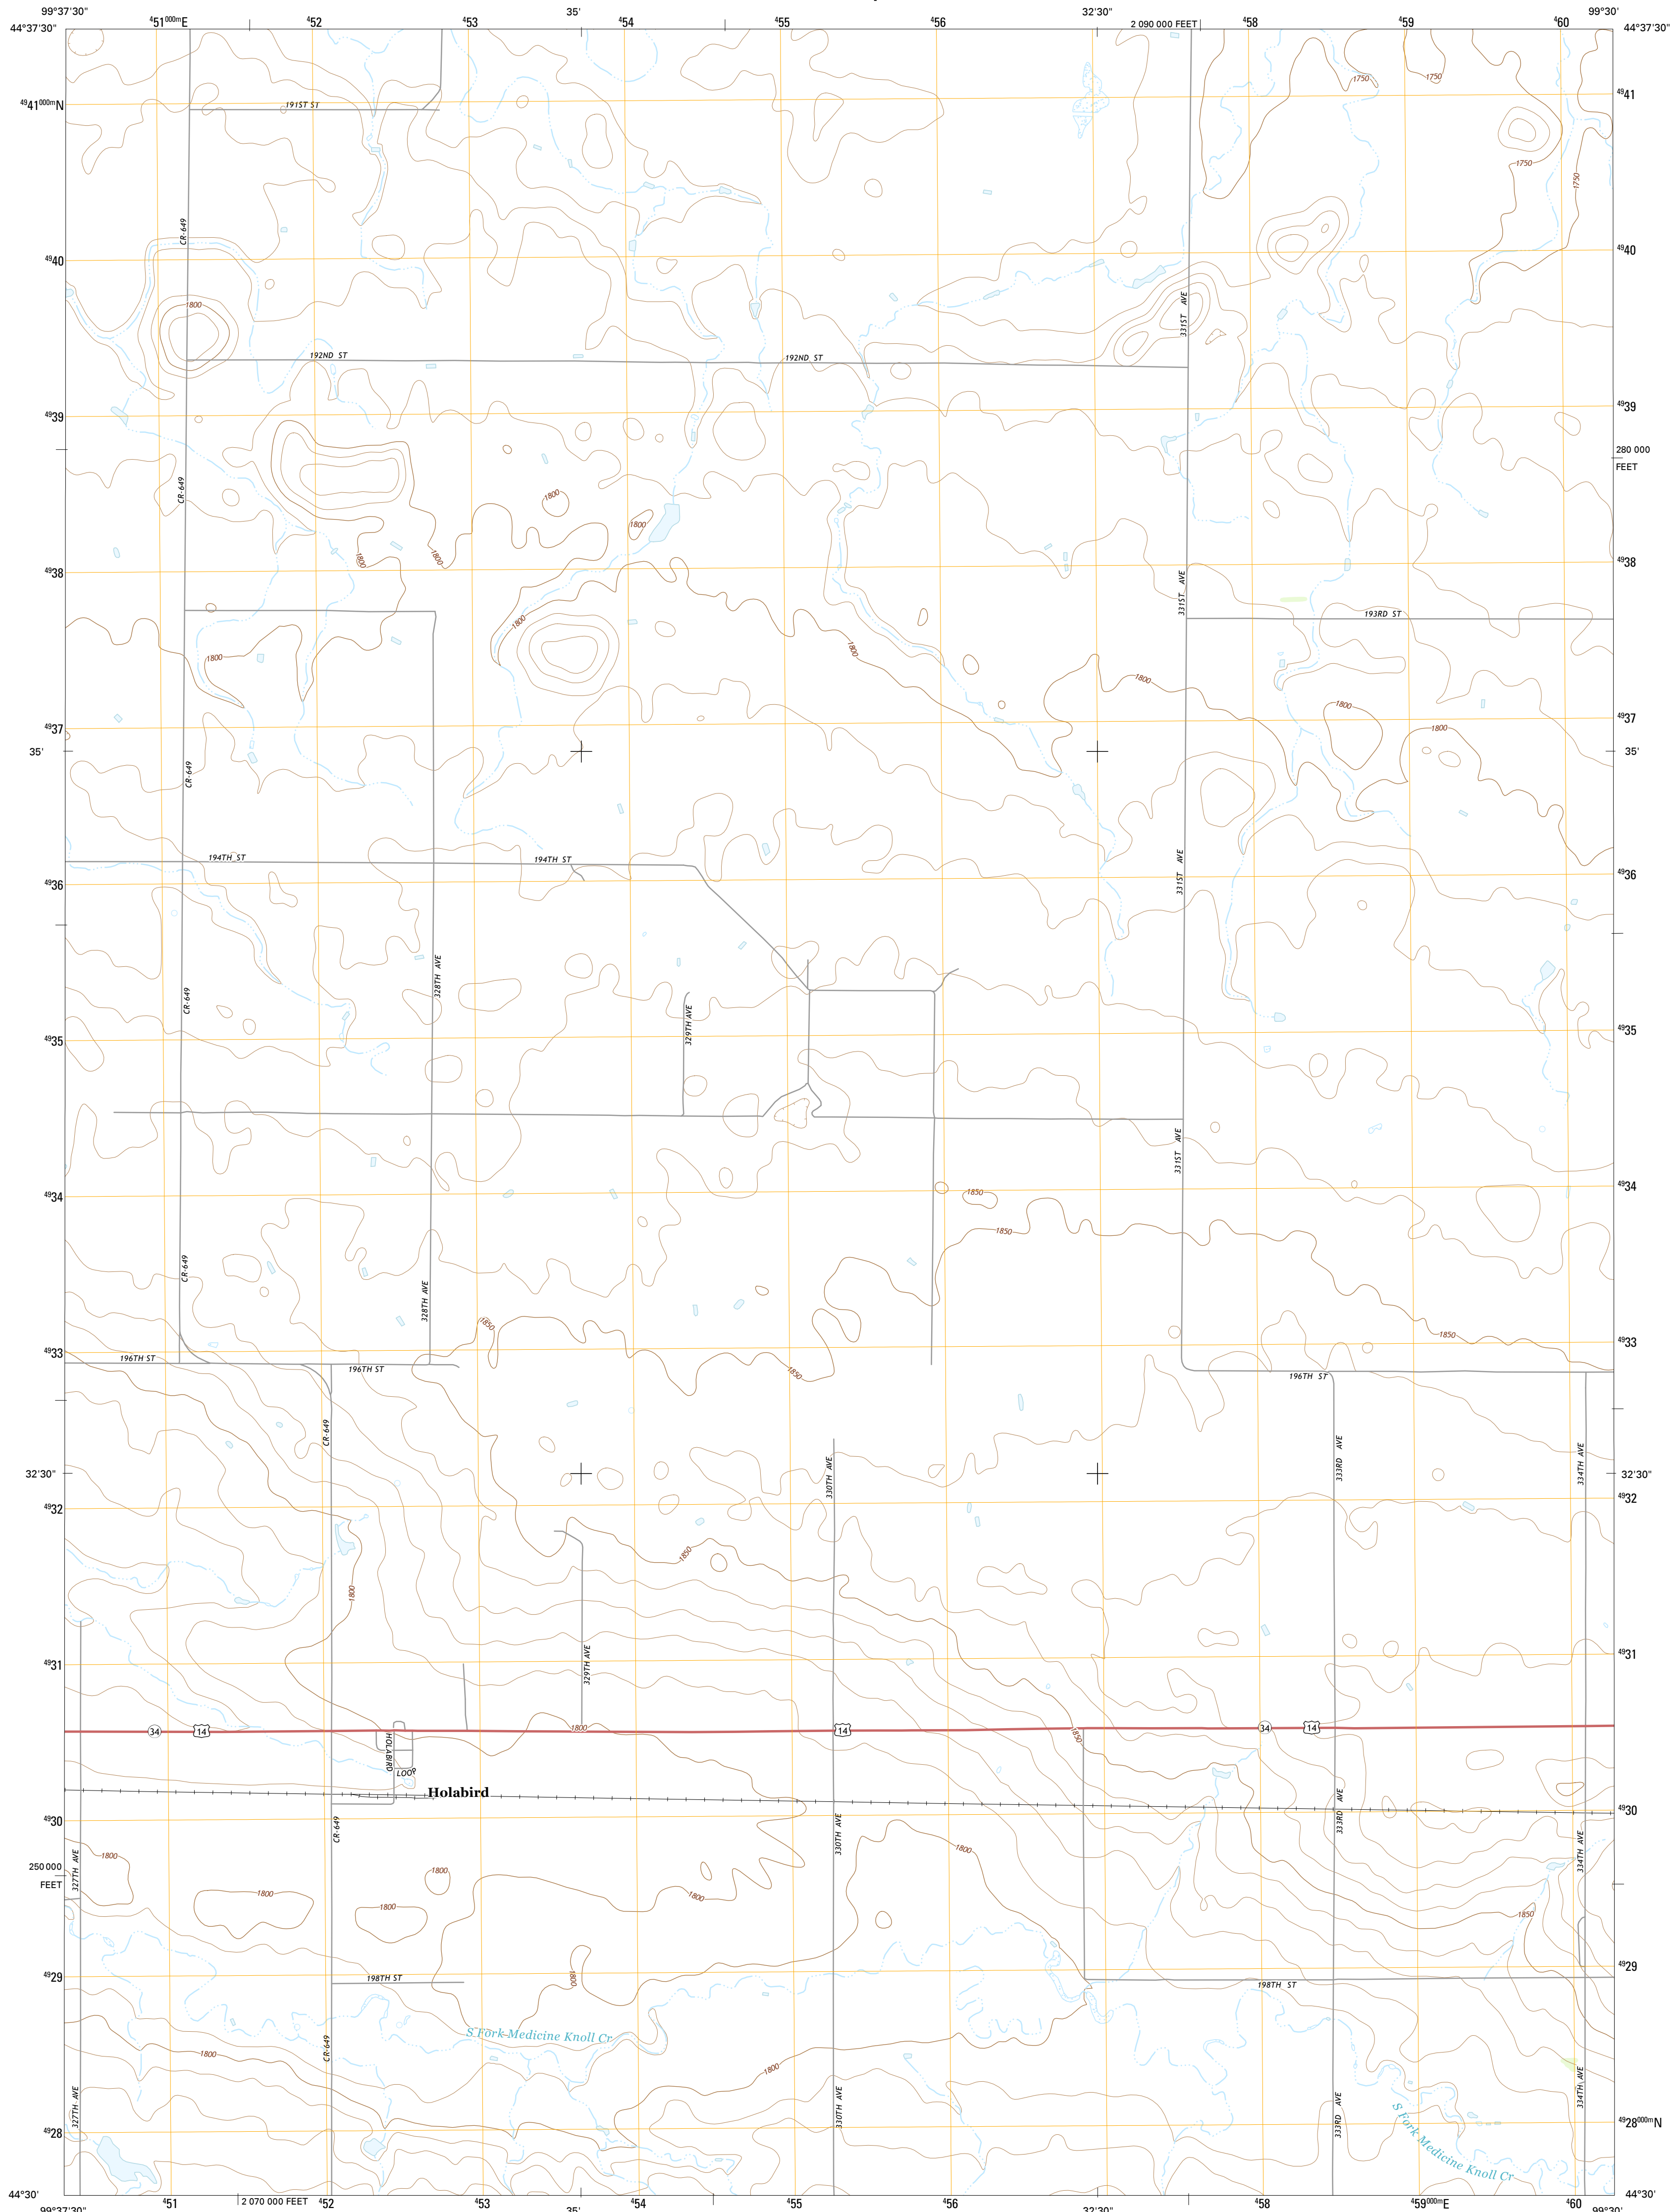 99°37'30" ⁴51⁰⁰⁰ᵐE ⁴52 ⁴53 35' ⁴54 ⁴55 ⁴56 32'30" 2 090 000 FEET ⁴58 ⁴59 ⁴60 99°30'
44°37'30" 44°37'30"
1750 1750
⁴⁹41⁰⁰⁰ᵐN 191ST ST ⁴⁹41
1750
1750
CR-649
⁴⁹40 ⁴⁹40
1800
331ST AVE
192ND ST 192ND ST
⁴⁹39 ⁴⁹39
280 000
FEET
CR-649
1800
1800
1800 1800
⁴⁹38 ⁴⁹38
331ST AVE
193RD ST
1800
1800
1800
1800
1800
1800
⁴⁹37 ⁴⁹37
35' 35'
CR-649
194TH ST 194TH ST
331ST AVE
⁴⁹36 ⁴⁹36
328TH AVE
CR-649
329TH AVE
⁴⁹35 ⁴⁹35
331ST AVE
⁴⁹34 1850 ⁴⁹34
1850
CR-649
328TH AVE
1850
1850
⁴⁹33 ⁴⁹33
196TH ST
196TH ST
1850
196TH ST
CR-649
330TH AVE
333RD AVE
334TH AVE
32'30" 32'30"
⁴⁹32 ⁴⁹32
1850
1800
329TH AVE
⁴⁹31 ⁴⁹31
34 14 1800 14 34 14
1850
HOLABIRD
LOOP
Holabird
⁴⁹30 ⁴⁹30
CR-649
330TH AVE
333RD AVE
334TH AVE
1800
1800
250 000
FEET
327TH AVE
1800
1800
1800
1800
1850
⁴⁹29 ⁴⁹29
198TH ST
1800
198TH ST
S Fork Medicine Knoll Cr
CR-649
1800
1800
327TH AVE
330TH AVE
333RD AVE
334TH AVE
⁴⁹28 ⁴⁹28⁰⁰⁰ᵐN
S Fork Medicine Knoll Cr
44°30' 44°30'
99°37'30" ⁴51 2 070 000 FEET ⁴52 ⁴53 35' ⁴54 ⁴55 ⁴56 32'30" ⁴58 ⁴59⁰⁰⁰ᵐE ⁴60 99°30'